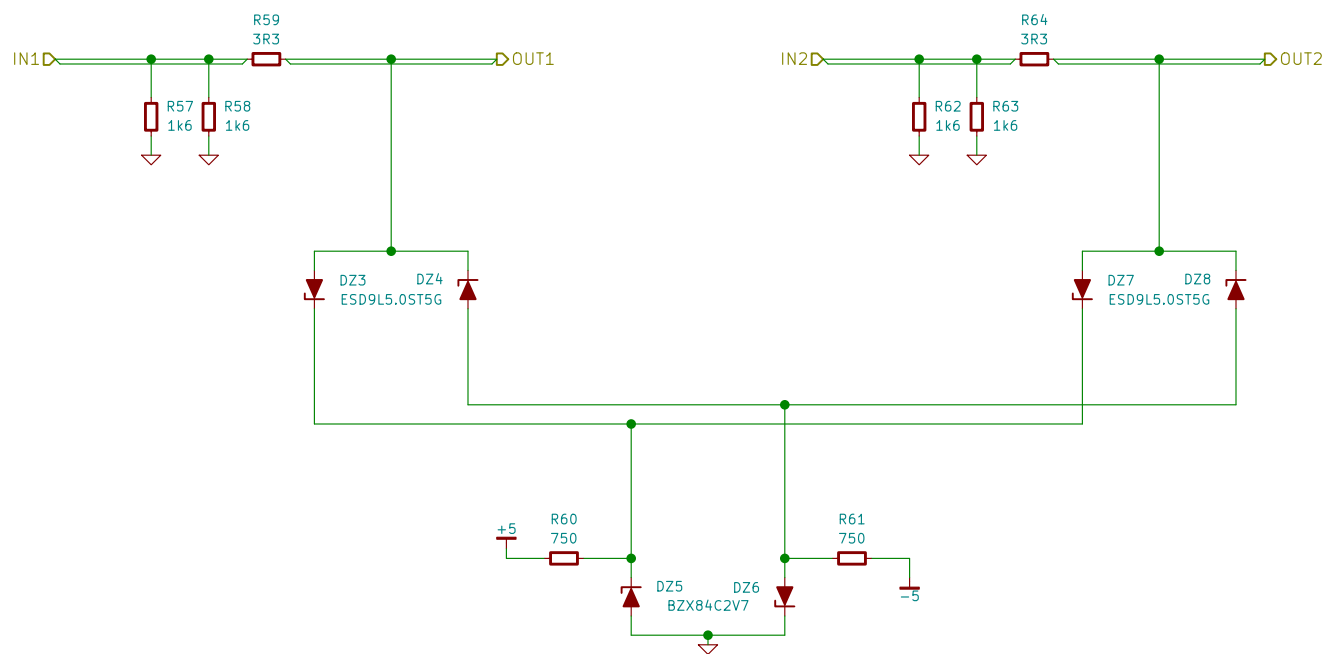 R59
3R3
R64
3R3
IN1
OUT1
IN2
OUT2
R57
1k6
R58
1k6
R62
1k6
R63
1k6
DZ3
DZ4
ESD9L5.0ST5G
DZ7
DZ8
ESD9L5.0ST5G
+5
R60
750
R61
750
DZ5
DZ6
BZX84C2V7
-5